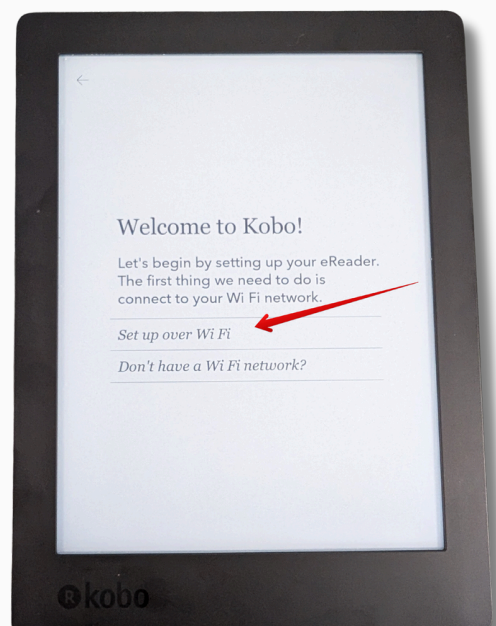 Welcome to Kobo!
Let's begin by setting up your eReader.
The first thing we need to do is
connect to your Wi Fi network.
Set up over Wi Fi
Don't have a Wi Fi network?
R kobo